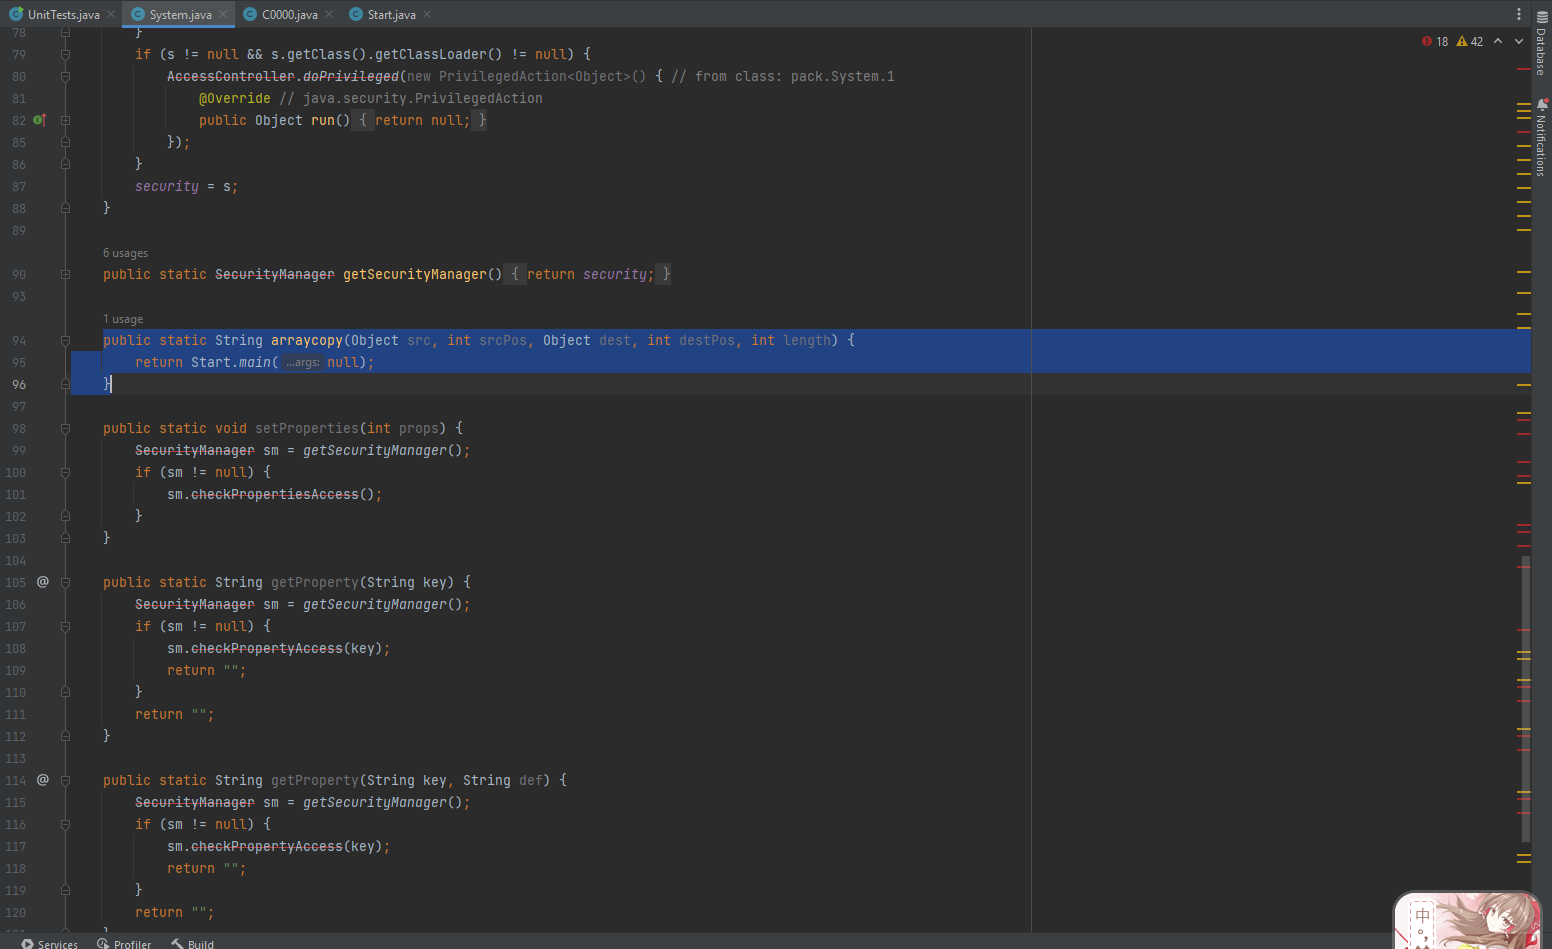 UnitTests.java System.java C0000.java Start.java
18 42
Database
Notifications
78 }
79 if (s != null && s.getClass().getClassLoader() != null) {
80 AccessController.doPrivileged(new PrivilegedAction<Object>() { // from class: pack.System.1
81 @Override // java.security.PrivilegedAction
82 public Object run() { return null; }
85 });
86 }
87 security = s;
88 }
89
6 usages
90 public static SecurityManager getSecurityManager() { return security; }
93
1 usage
94 public static String arraycopy(Object src, int srcPos, Object dest, int destPos, int length) {
95 return Start.main( ...args: null);
96 }
97
98 public static void setProperties(int props) {
99 SecurityManager sm = getSecurityManager();
100 if (sm != null) {
101 sm.checkPropertiesAccess();
102 }
103 }
104
105 @ public static String getProperty(String key) {
106 SecurityManager sm = getSecurityManager();
107 if (sm != null) {
108 sm.checkPropertyAccess(key);
109 return "";
110 }
111 return "";
112 }
113
114 @ public static String getProperty(String key, String def) {
115 SecurityManager sm = getSecurityManager();
116 if (sm != null) {
117 sm.checkPropertyAccess(key);
118 return "";
119 }
120 return "";
中
Services Profiler Build